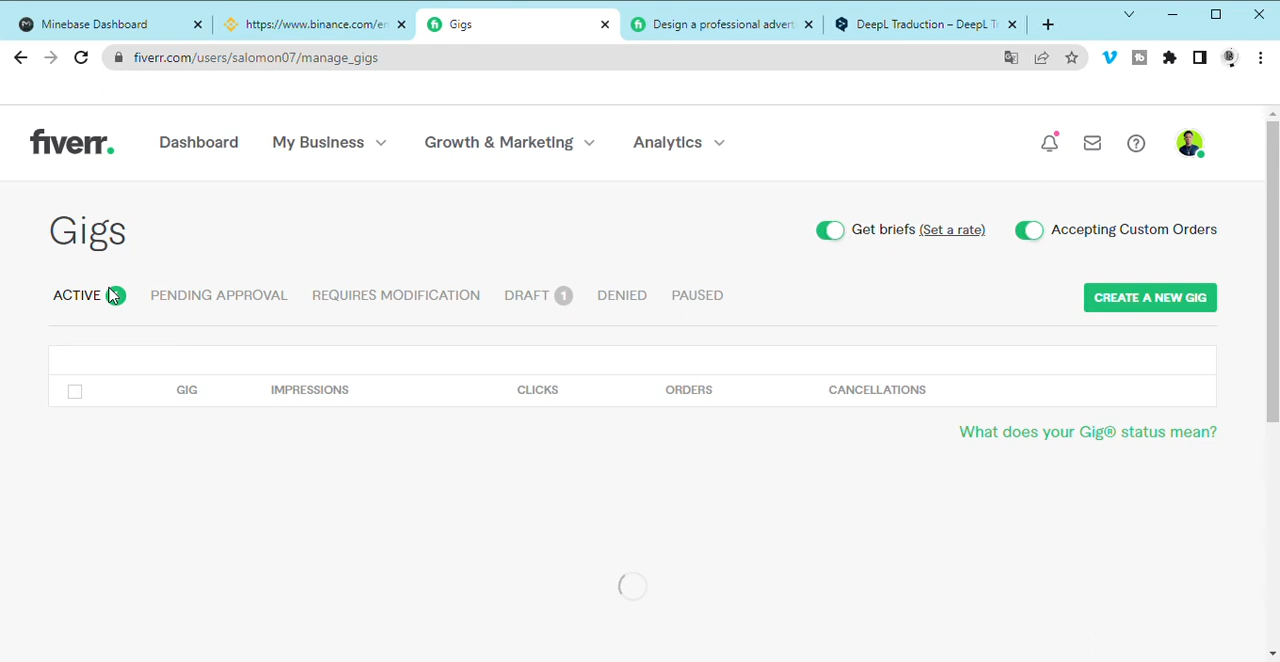 Minebase Dashboard
https://www.binance.com/en
Gigs
Design a professional advert
DeepL Traduction – DeepL Tr
fiverr.com/users/salomon07/manage_gigs
fiverr.
Dashboard
My Business
Growth & Marketing
Analytics
Gigs
Get briefs (Set a rate)
Accepting Custom Orders
ACTIVE
PENDING APPROVAL
REQUIRES MODIFICATION
DRAFT 1
DENIED
PAUSED
CREATE A NEW GIG
GIG
IMPRESSIONS
CLICKS
ORDERS
CANCELLATIONS
What does your Gig® status mean?